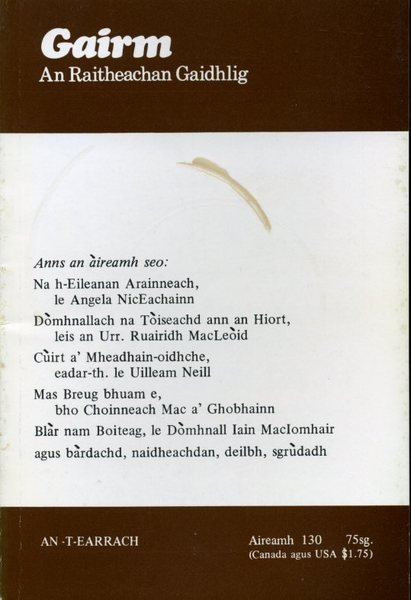 Gairm
An Raitheachan Gaidhlig
Anns an àireamh seo:
Na h-Eileanan Arainneach,
le Angela NicEachainn
Dòmhnallach na Tòiseachd ann an Hiort,
leis an Urr. Ruairidh MacLeòid
Cùirt a' Mheadhain-oidhche,
eadar-th. le Uilleam Neill
Mas Breug bhuam e,
bho Choinneach Mac a' Ghobhainn
Blàr nam Boiteag, le Dòmhnall Iain MacIomhair
agus bàrdachd, naidheachdan, deilbh, sgrùdadh
AN -T-EARRACH
Aireamh 130 75sg.
(Canada agus USA $1.75)